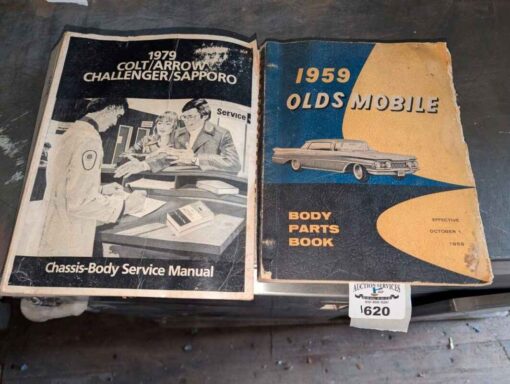 1979
COLT/ARROW
CHALLENGER/SAPPORO
Service
Chassis-Body Service Manual
1959
OLDSMOBILE
BODY
PARTS
BOOK
EFFECTIVE
OCTOBER 1
1958
AUCTION SERVICES
1620